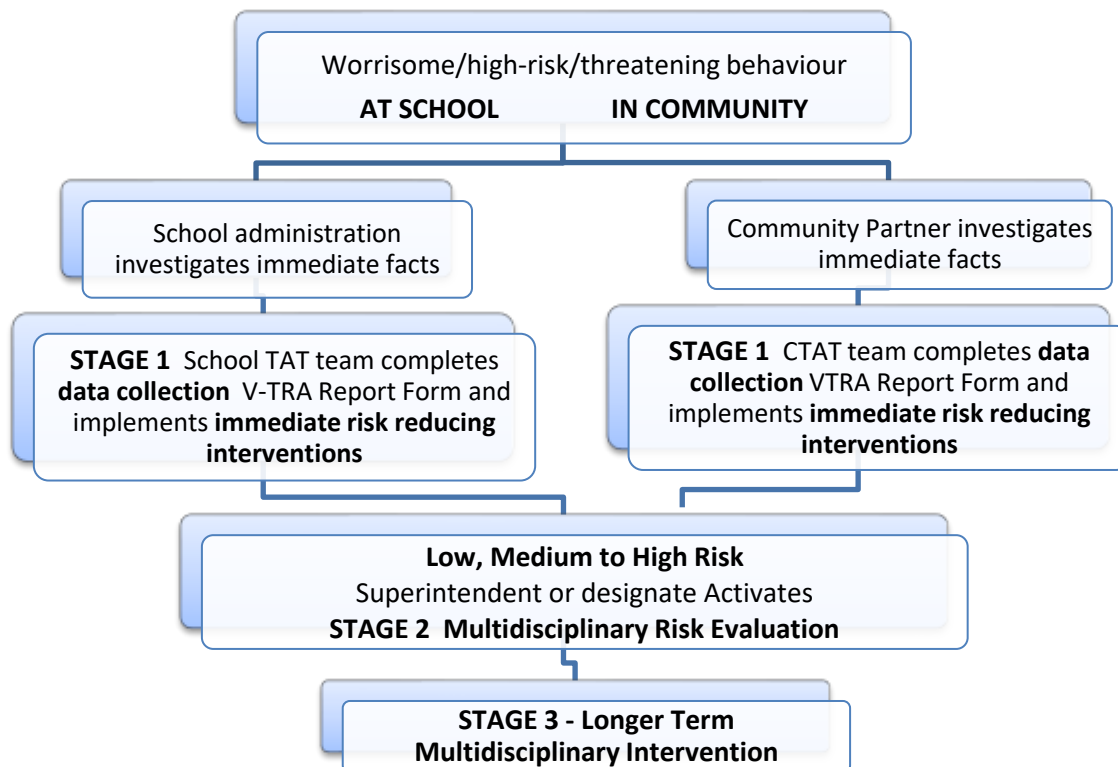 Worrisome/high-risk/threatening behaviour
AT SCHOOL IN COMMUNITY
School administration
investigates immediate facts
Community Partner investigates
immediate facts
STAGE 1 School TAT team completes
data collection V-TRA Report Form and
implements immediate risk reducing
interventions
STAGE 1 CTAT team completes data
collection VTRA Report Form and
implements immediate risk reducing
interventions
Low, Medium to High Risk
Superintendent or designate Activates
STAGE 2 Multidisciplinary Risk Evaluation
STAGE 3 - Longer Term
Multidisciplinary Intervention